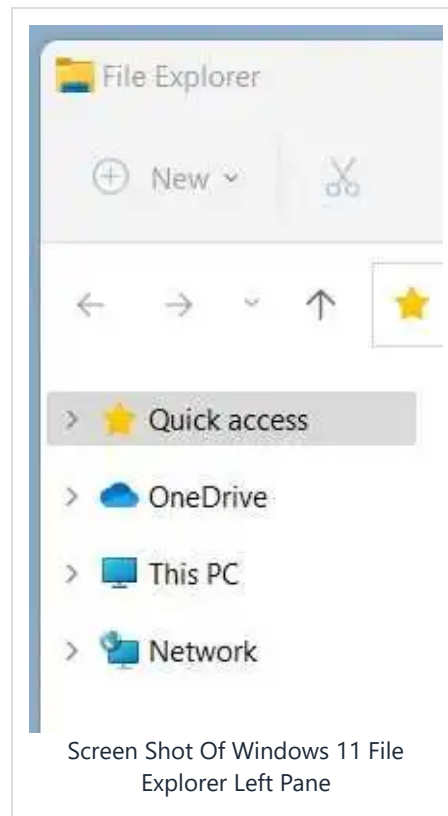 File Explorer
New
Quick access
OneDrive
This PC
Network
Screen Shot Of Windows 11 File
Explorer Left Pane